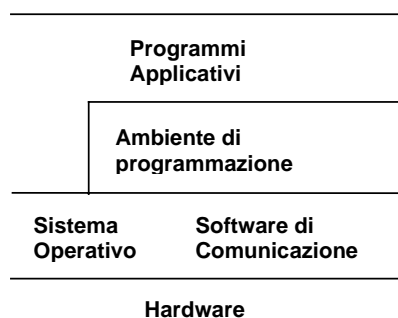 Programmi
Applicativi
Ambiente di
programmazione
Sistema Software di
Operativo Comunicazione
Hardware